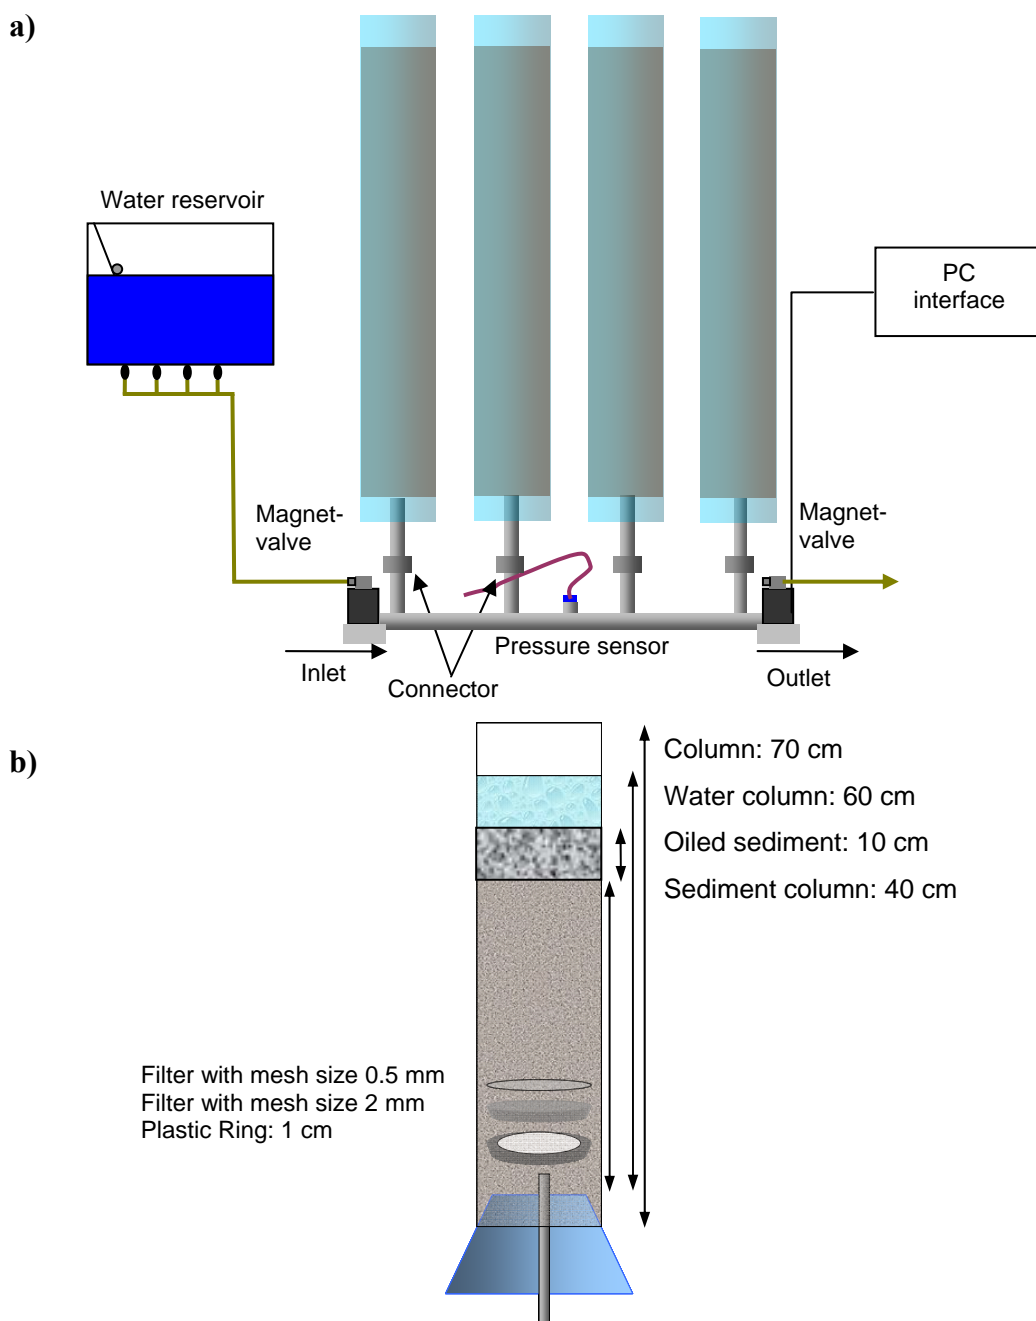 a)
Water reservoir
PC
interface
Magnet-
valve
Magnet-
valve
Pressure sensor
Inlet
Connector
Outlet
b)
Column: 70 cm
Water column: 60 cm
Oiled sediment: 10 cm
Sediment column: 40 cm
Filter with mesh size 0.5 mm
Filter with mesh size 2 mm
Plastic Ring: 1 cm